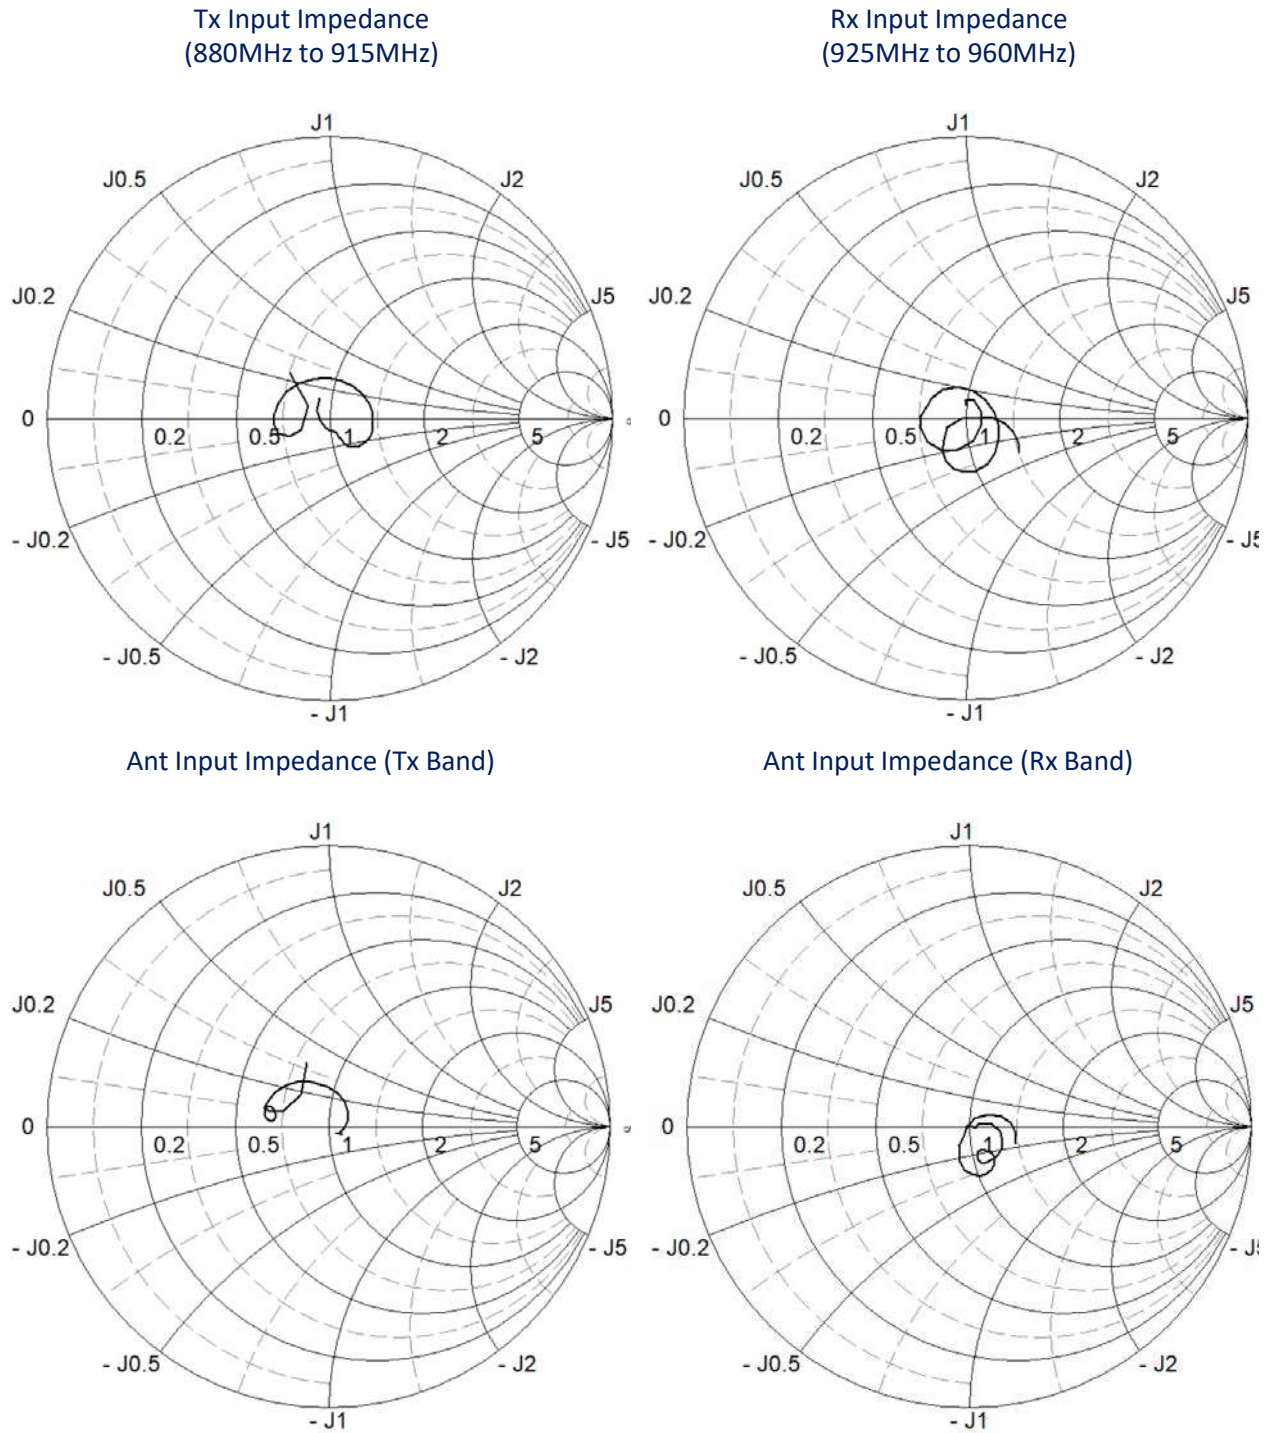 Tx Input Impedance
(880MHz to 915MHz)
Rx Input Impedance
(925MHz to 960MHz)
J1
J0.5
J2
J0.2
J5
0
0.2
0.5
1
2
5
- J0.2
- J5
- J0.5
- J2
- J1
J1
J0.5
J2
J0.2
J5
0
0.2
0.5
1
2
5
- J0.2
- J5
- J0.5
- J2
- J1
Ant Input Impedance (Tx Band)
Ant Input Impedance (Rx Band)
J1
J0.5
J2
J0.2
J5
0
0.2
0.5
1
2
5
- J0.2
- J5
- J0.5
- J2
- J1
J1
J0.5
J2
J0.2
J5
0
0.2
0.5
1
2
5
- J0.2
- J5
- J0.5
- J2
- J1